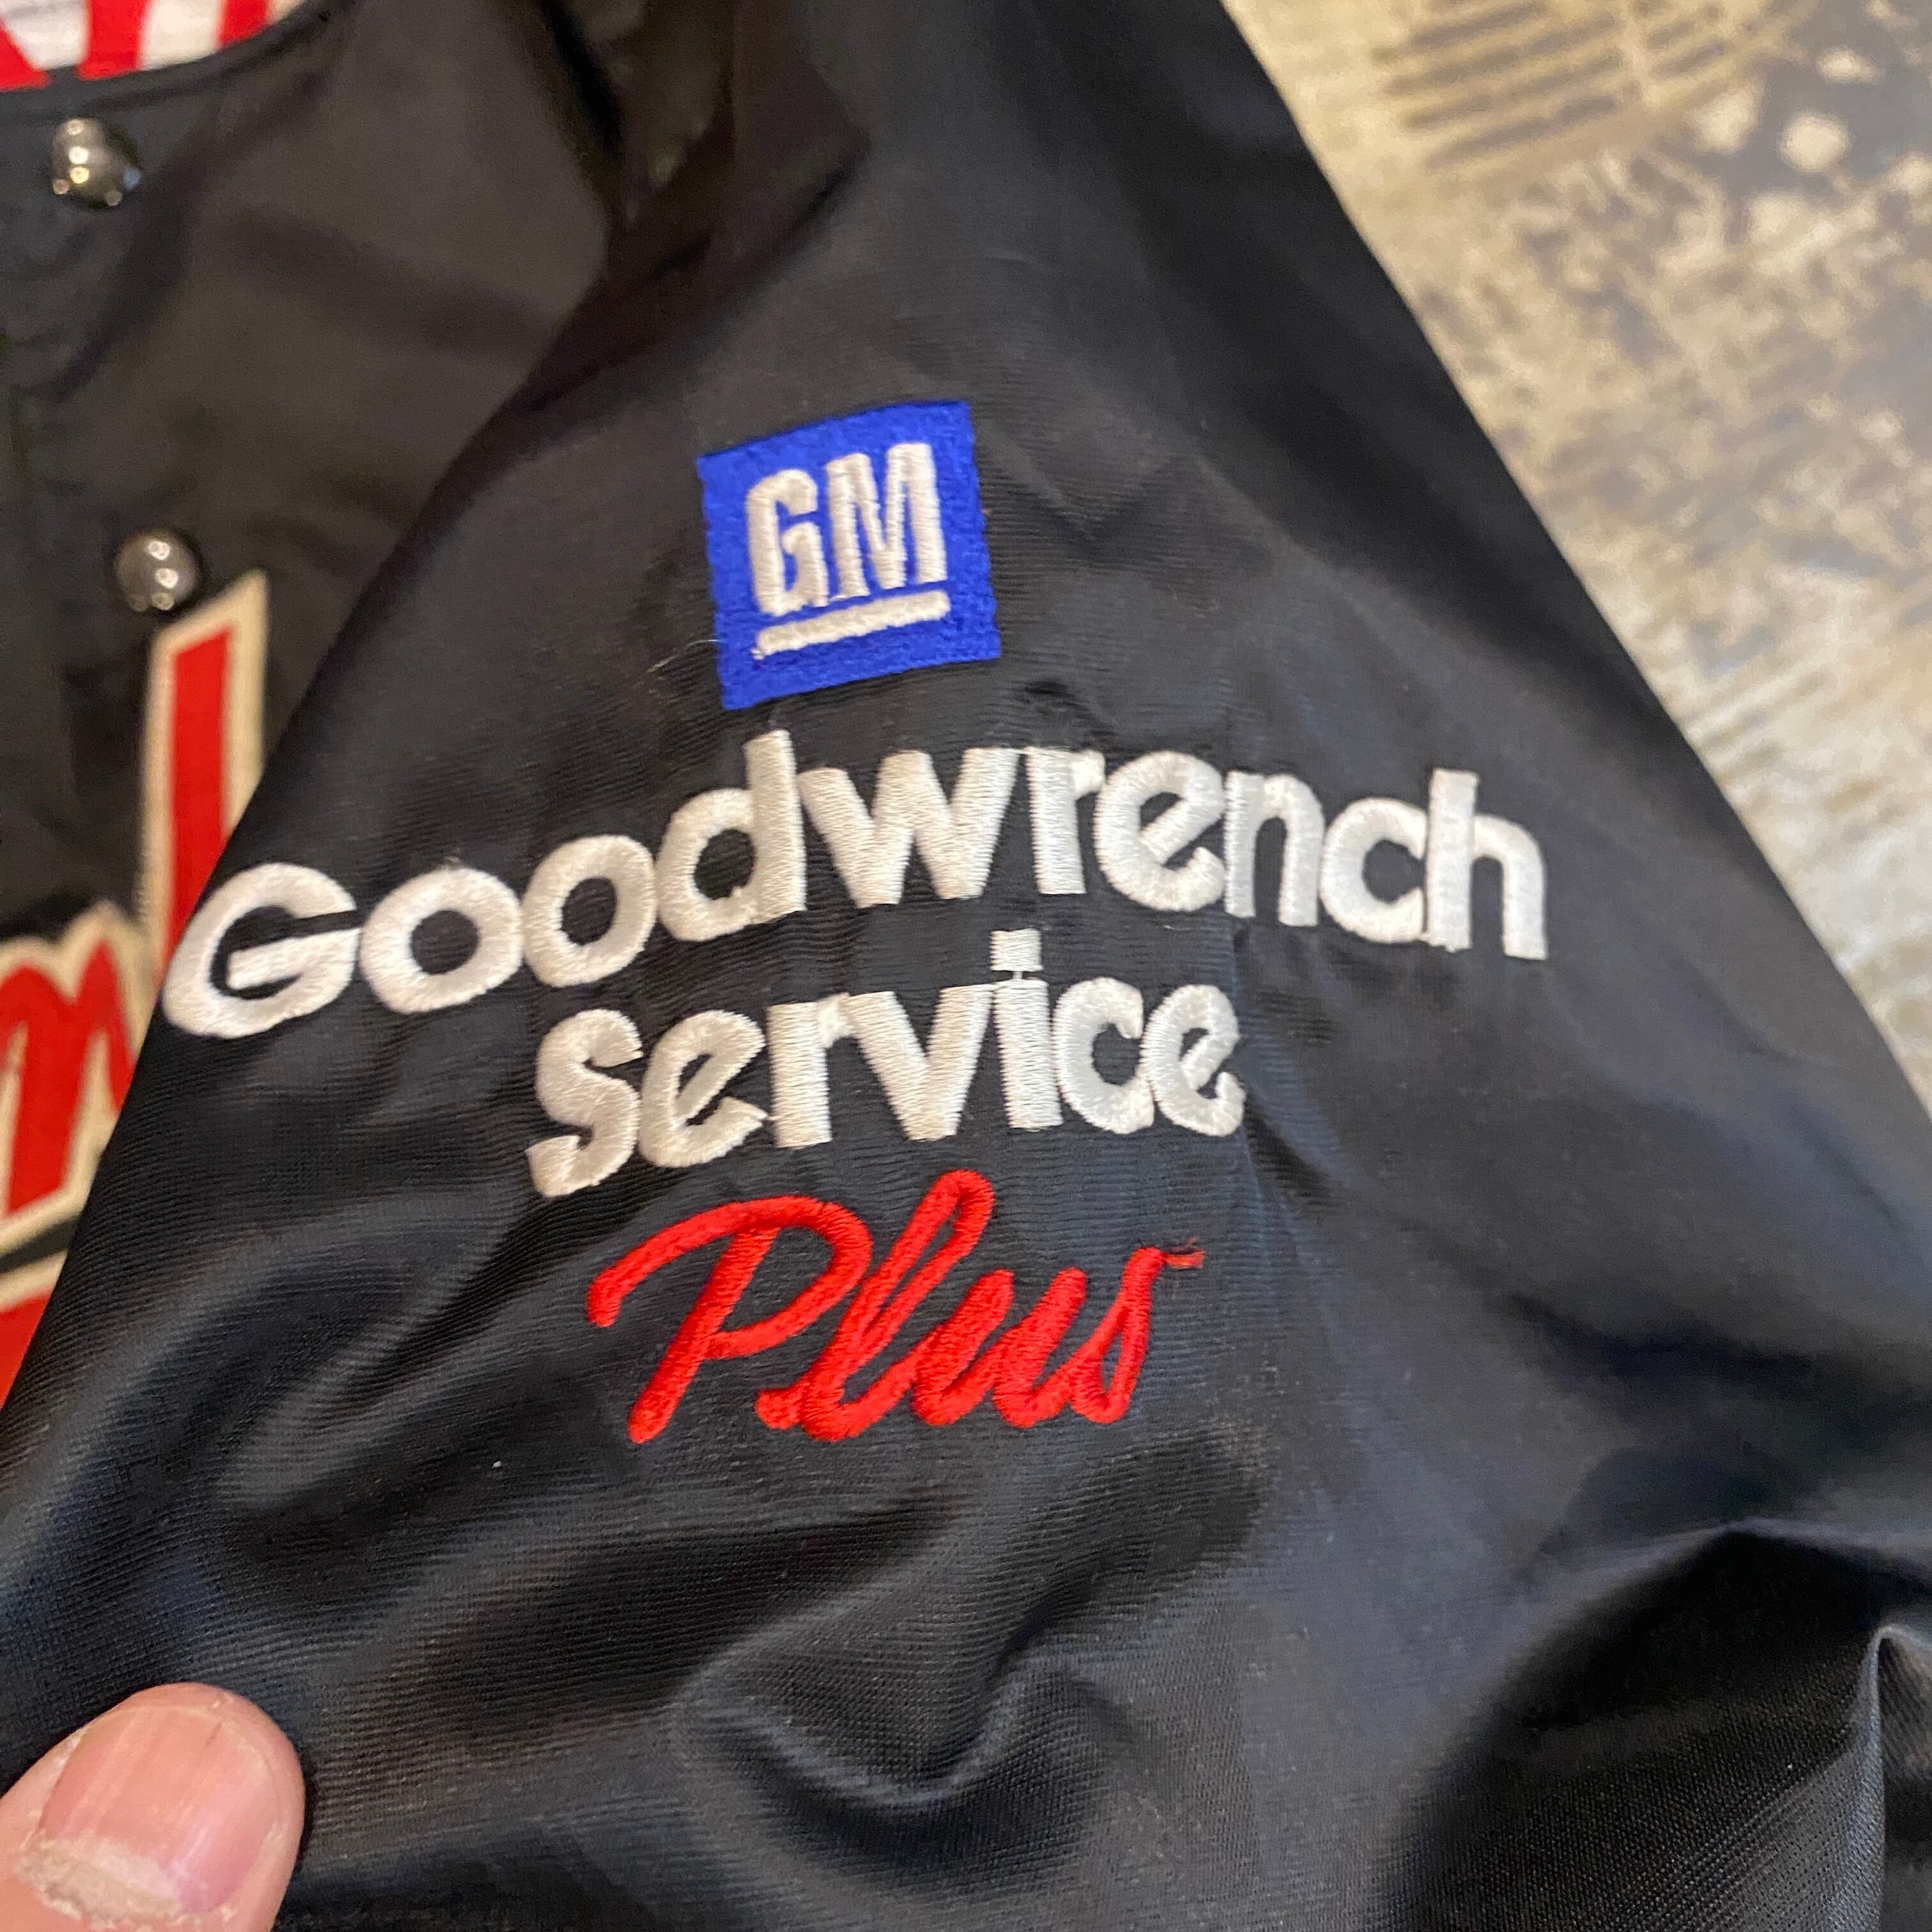 GM
Goodwrench
Service
Plus